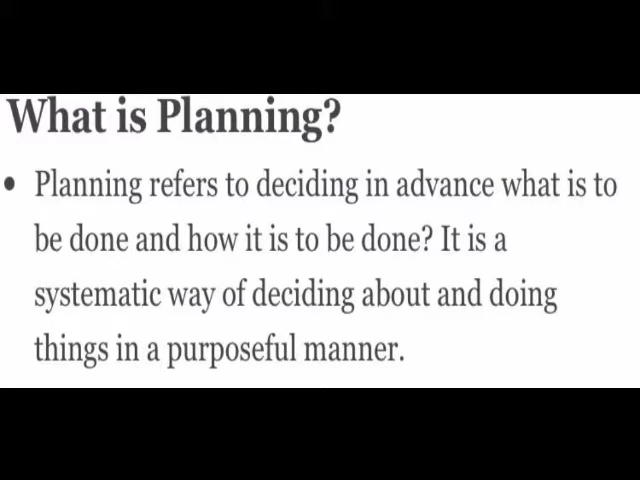 What is Planning?
• Planning refers to deciding in advance what is to
be done and how it is to be done? It is a
systematic way of deciding about and doing
things in a purposeful manner.